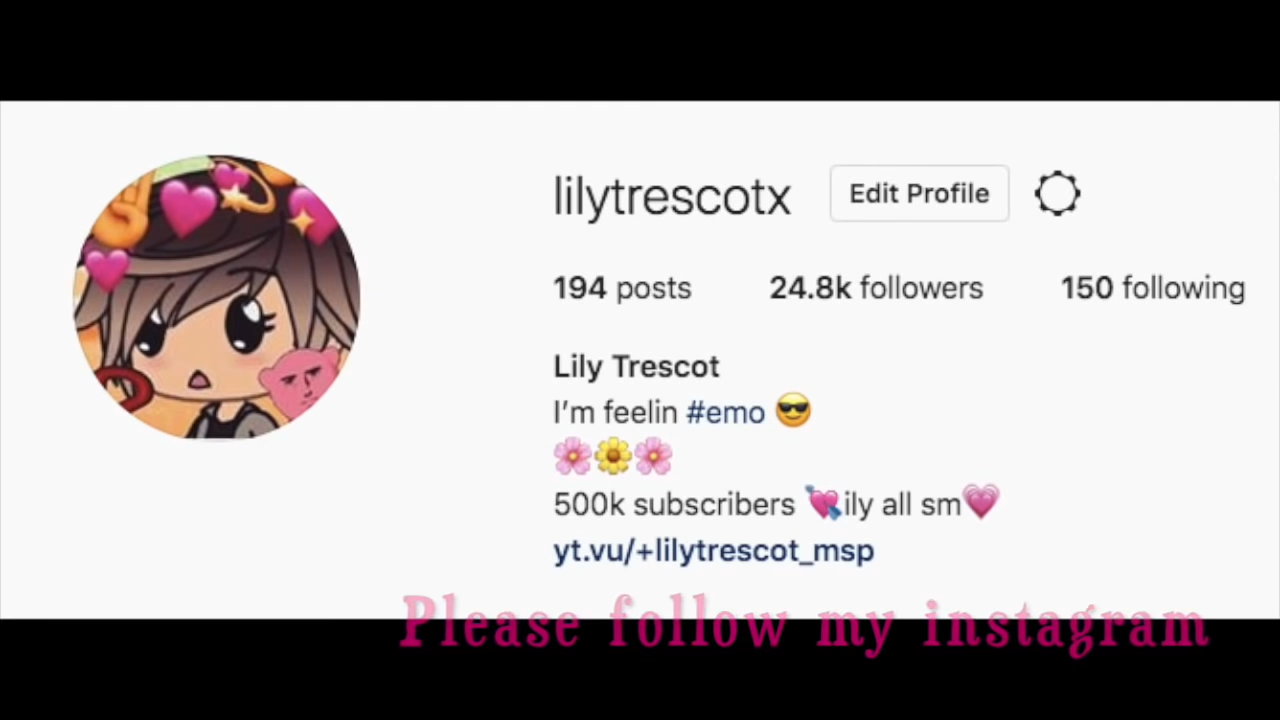 lilytrescotx Edit Profile
194 posts 24.8k followers 150 following
Lily Trescot
I’m feelin #emo 😎
🌸🌼🌸
500k subscribers 💘ily all sm💗
yt.vu/+lilytrescot_msp
Please follow my instagram